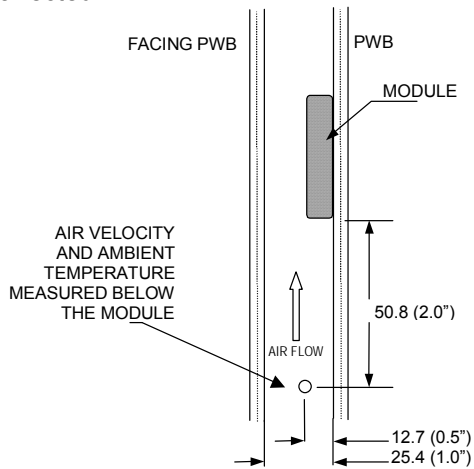 FACING PWB
PWB
MODULE
AIR VELOCITY
AND AMBIENT
TEMPERATURE
MEASURED BELOW
THE MODULE
50.8 (2.0")
AIR FLOW
12.7 (0.5")
25.4 (1.0")